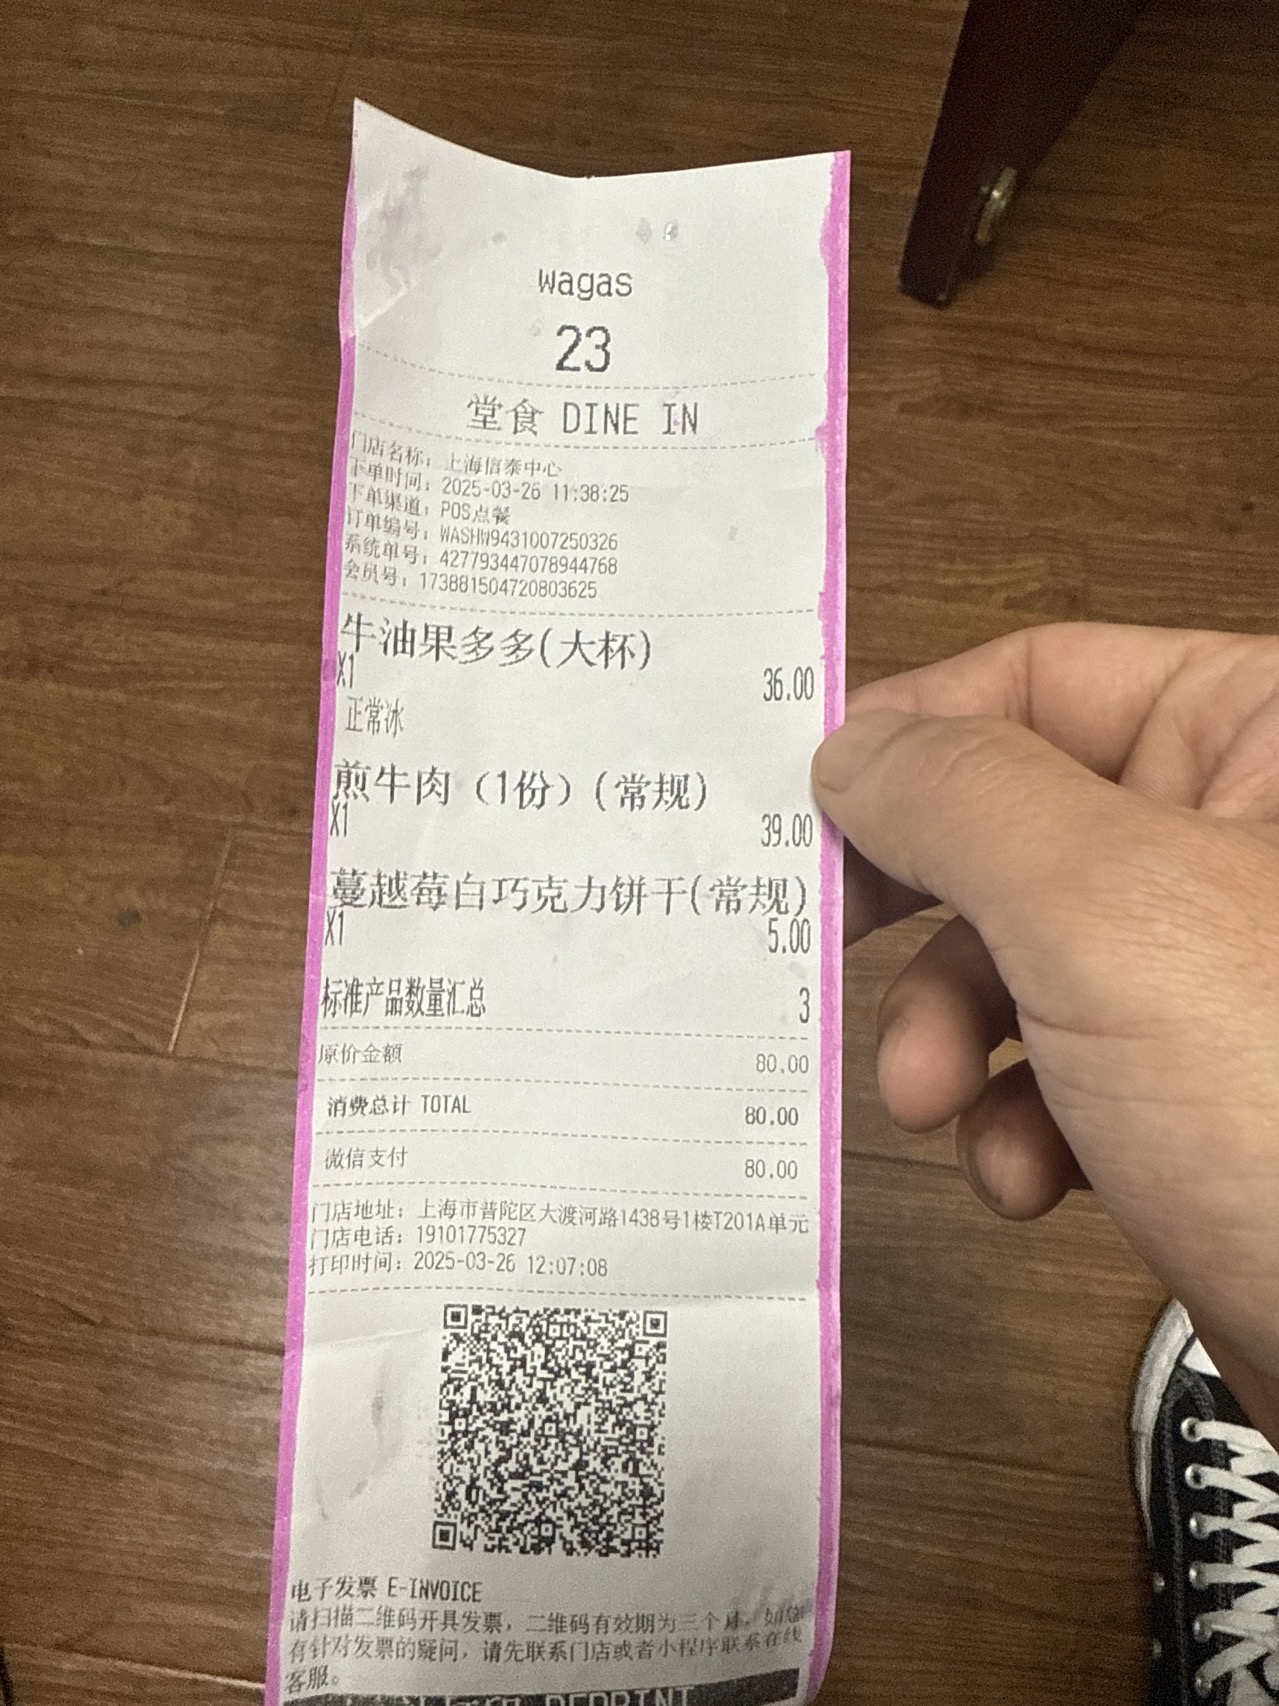 wagas
23
堂食 DINE IN
门店名称：上海信泰中心
下单时间：2025-03-26 11:38:25
下单渠道：POS点餐
订单编号：WASHW9431007250326
系统单号：427793447078944768
会员号：173881504720803625
牛油果多多(大杯)
X1
36.00
正常冰
煎牛肉（1份）(常规)
X1
39.00
蔓越莓白巧克力饼干(常规)
X1
5.00
标准产品数量汇总 3
原价金额 80.00
消费总计 TOTAL 80.00
微信支付 80.00
门店地址：上海市普陀区大渡河路1438号1楼T201A单元
门店电话：19101775327
打印时间：2025-03-26 12:07:08
电子发票 E-INVOICE
请扫描二维码开具发票，二维码有效期为三个月。如您
有针对发票的疑问，请先联系门店或者小程序联系在线
客服。
REPRINT